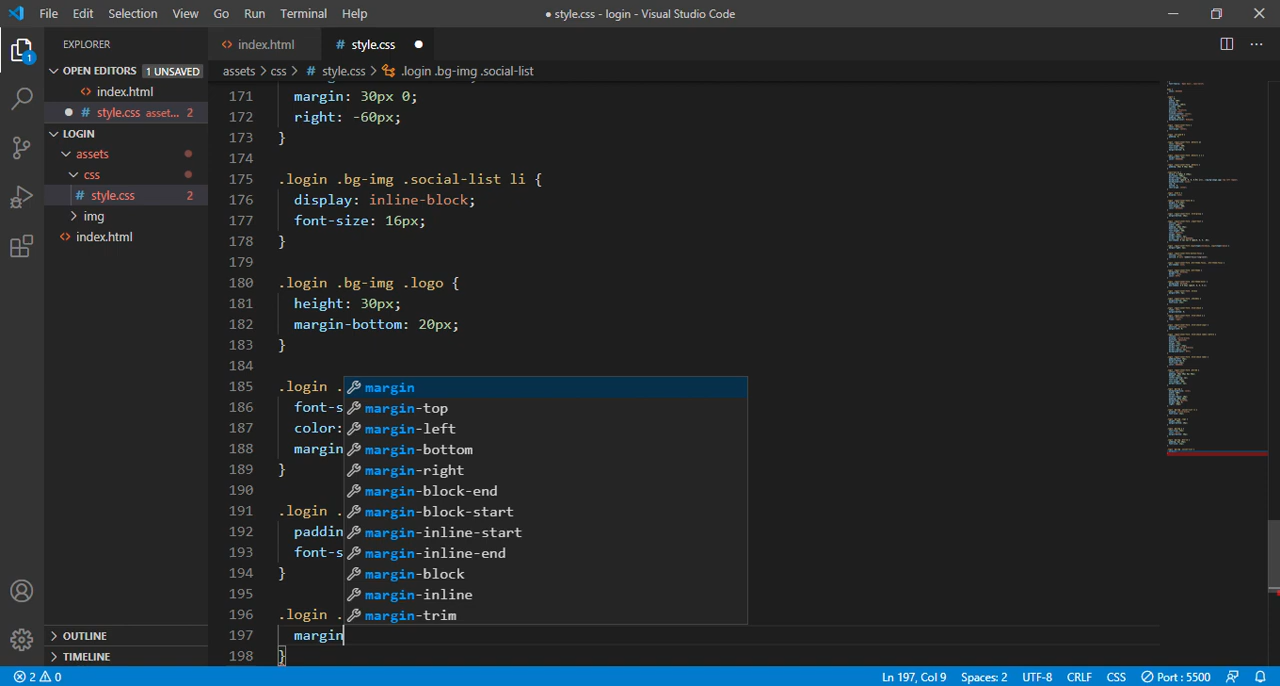 File Edit Selection View Go Run Terminal Help ● style.css - login - Visual Studio Code
EXPLORER <> index.html # style.css ●
OPEN EDITORS 1 UNSAVED assets > css > # style.css > .login .bg-img .social-list
<> index.html
● # style.css asset... 2
LOGIN
assets
css
# style.css 2
img
<> index.html
OUTLINE
TIMELINE
1
171 margin: 30px 0;
172 right: -60px;
173 }
174
175 .login .bg-img .social-list li {
176 display: inline-block;
177 font-size: 16px;
178 }
179
180 .login .bg-img .logo {
181 height: 30px;
182 margin-bottom: 20px;
183 }
184
185 .login .
186 font-s
187 color:
188 margin
189 }
190
191 .login .
192 paddin
193 font-s
194 }
195
196 .login .
197 margin
198 }
margin
margin-top
margin-left
margin-bottom
margin-right
margin-block-end
margin-block-start
margin-inline-start
margin-inline-end
margin-block
margin-inline
margin-trim
2 0 Ln 197, Col 9 Spaces: 2 UTF-8 CRLF CSS Port : 5500